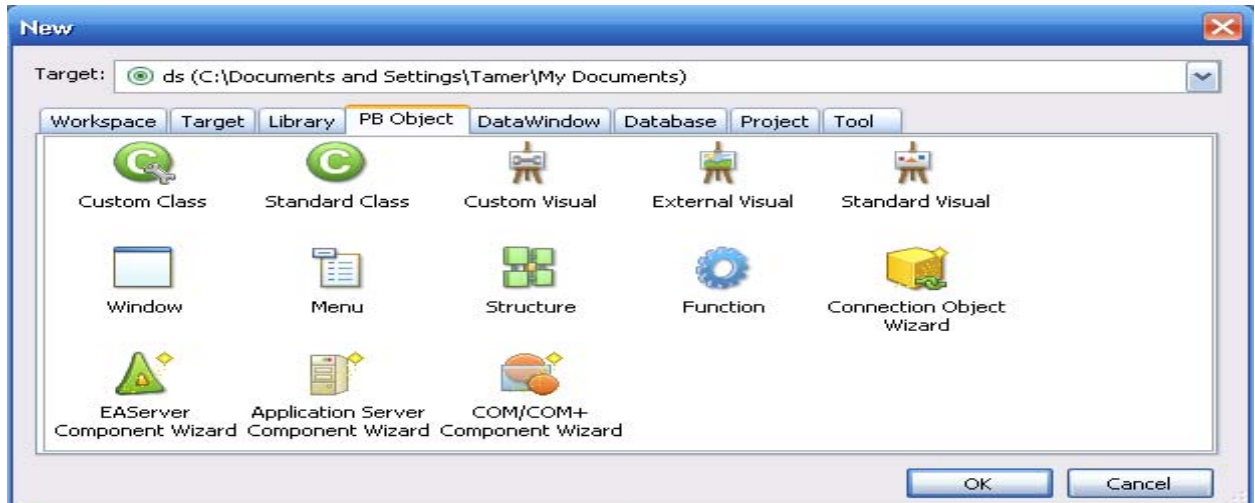 New
Target: ds (C:\Documents and Settings\Tamer\My Documents)
Workspace Target Library PB Object DataWindow Database Project Tool
Custom Class Standard Class Custom Visual External Visual Standard Visual
Window Menu Structure Function Connection Object
Wizard
EAServer Application Server COM/COM+
Component Wizard Component Wizard Component Wizard
OK Cancel